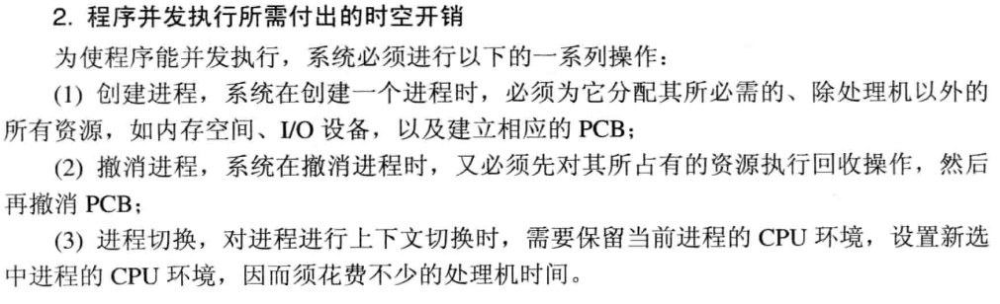 2. 程序并发执行所需付出的时空开销
为使程序能并发执行，系统必须进行以下的一系列操作：
(1) 创建进程，系统在创建一个进程时，必须为它分配其所必需的、除处理机以外的
所有资源，如内存空间、I/O 设备，以及建立相应的 PCB；
(2) 撤消进程，系统在撤消进程时，又必须先对其所占有的资源执行回收操作，然后
再撤消 PCB；
(3) 进程切换，对进程进行上下文切换时，需要保留当前进程的 CPU 环境，设置新选
中进程的 CPU 环境，因而须花费不少的处理机时间。